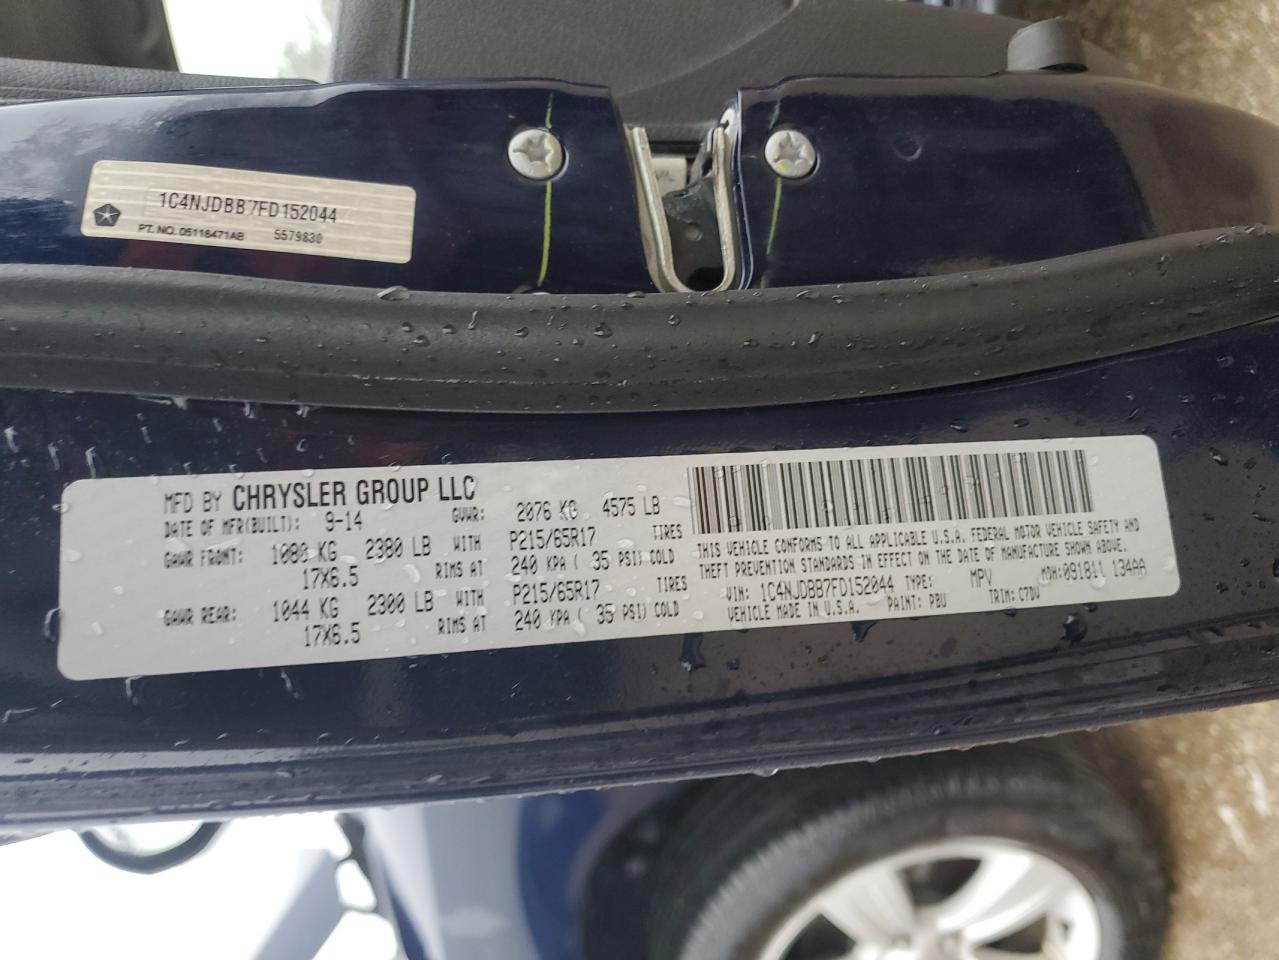 1C4NJDBB7FD152044
PT. NO. 05116471AB 5579830
MFD BY CHRYSLER GROUP LLC
DATE OF MFR(BUILT): 9-14 GVWR: 2076 KG 4575 LB
GAWR FRONT: 1080 KG 2380 LB WITH P215/65R17 TIRES
17X6.5 RIMS AT 240 KPA ( 35 PSI) COLD
GAWR REAR: 1044 KG 2300 LB WITH P215/65R17 TIRES
17X6.5 RIMS AT 240 KPA ( 35 PSI) COLD
THIS VEHICLE CONFORMS TO ALL APPLICABLE U.S.A. FEDERAL MOTOR VEHICLE SAFETY AND
THEFT PREVENTION STANDARDS IN EFFECT ON THE DATE OF MANUFACTURE SHOWN ABOVE.
VIN: 1C4NJDBB7FD152044 TYPE: MPV MDH:091811 134AA
VEHICLE MADE IN U.S.A. PAINT: PBU TRIM: C7DV